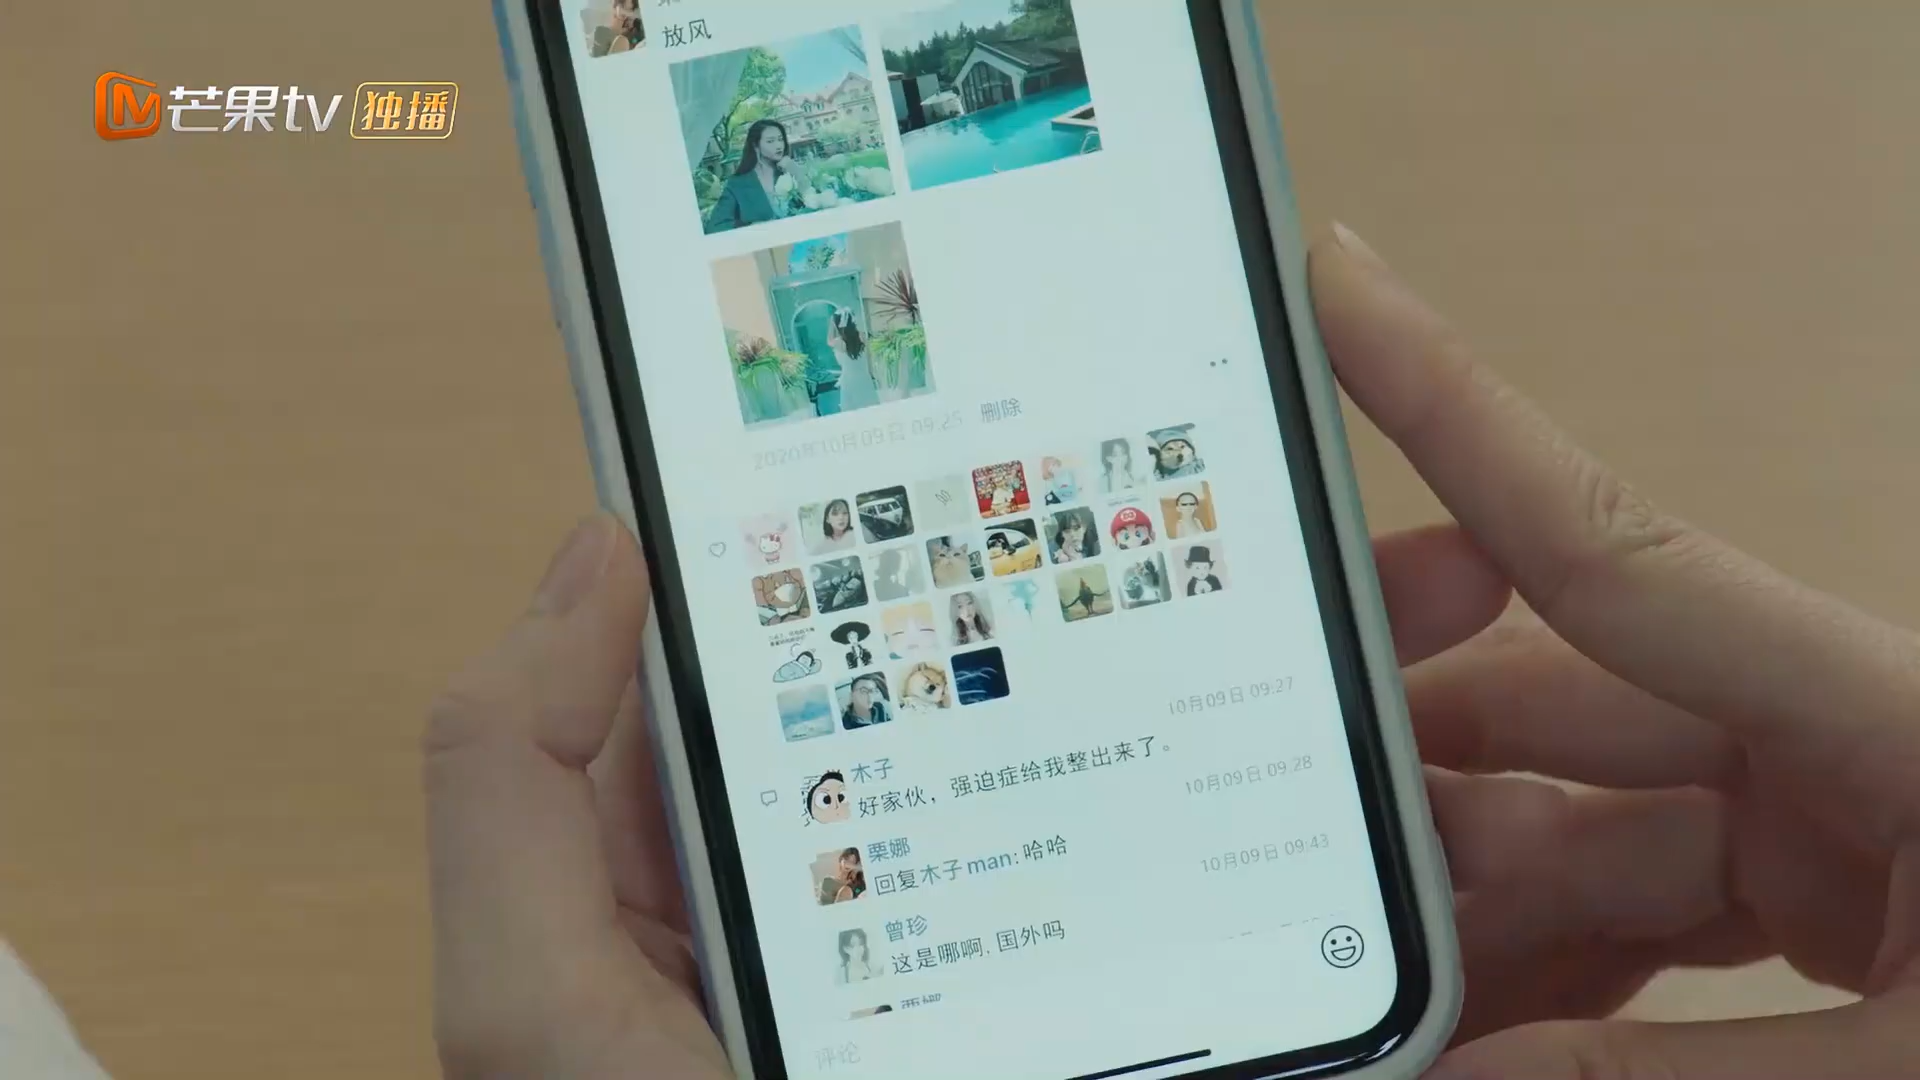 芒果tv 独播
放风
2020年10月09日 09:25 删除
10月09日 09:27
木子
好家伙，强迫症给我整出来了。
10月09日 09:28
栗娜
回复木子man:哈哈
10月09日 09:43
曾珍
这是哪啊,国外吗
栗娜
评论